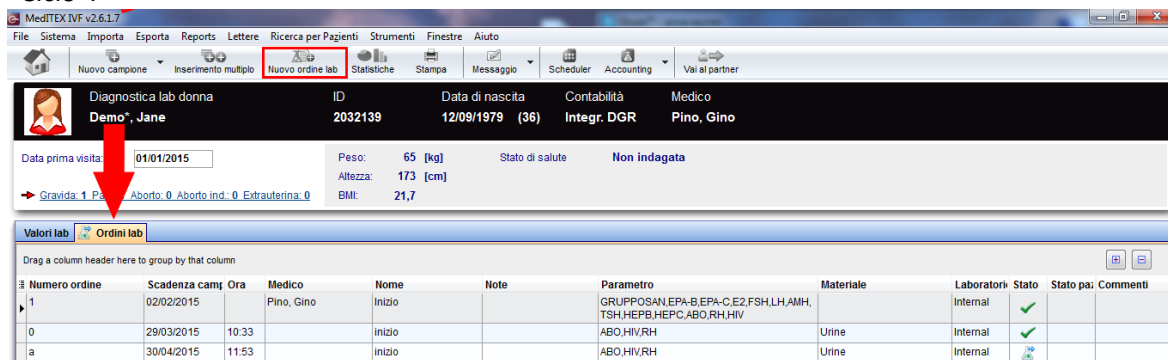 MedITEX IVF v2.6.1.7
File Sistema Importa Esporta Reports Lettere Ricerca per Pazienti Strumenti Finestre Aiuto
Nuovo campione Inserimento multiplo Nuovo ordine lab Statistiche Stampa Messaggio Scheduler Accounting Vai al partner
Diagnostica lab donna ID Data di nascita Contabilità Medico
Demo*, Jane 2032139 12/09/1979 (36) Integr. DGR Pino, Gino
Data prima visita: 01/01/2015 Peso: 65 [kg] Stato di salute Non indagata
Altezza: 173 [cm]
Gravida: 1 Aborto: 0 Aborto ind.: 0 Extrauterina: 0 BMI: 21,7
Valori lab Ordini lab
Drag a column header here to group by that column
Numero ordine Scadenza camp Ora Medico Nome Note Parametro Materiale Laboratorio Stato Stato paz Commenti
1 02/02/2015 Pino, Gino Inizio GRUPPOSAN,EPA-B,EPA-C,E2,FSH,LH,AMH, Internal
TSH,HEPB,HEPC,ABO,RH,HIV
0 29/03/2015 10:33 inizio ABO,HIV,RH Urine Internal
a 30/04/2015 11:53 inizio ABO,HIV,RH Urine Internal